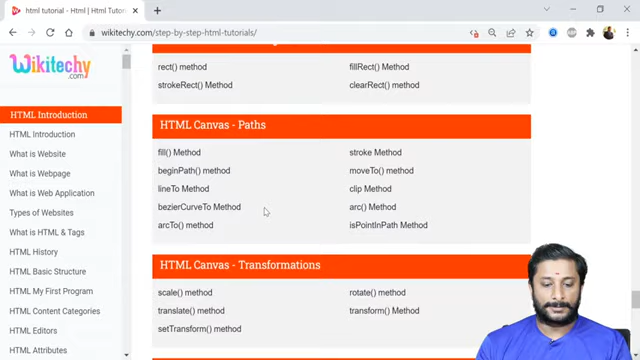 html tutorial - Html | Html Tutor
wikitechy.com/step-by-step-html-tutorials/
Wikitechy
.com
HTML Introduction
HTML Introduction
What is Website
What is Webpage
What is Web Application
Types of Websites
What is HTML & Tags
HTML History
HTML Basic Structure
HTML My First Program
HTML Content Categories
HTML Editors
HTML Attributes
rect() method
fillRect() Method
strokeRect() Method
clearRect() Method
HTML Canvas - Paths
fill() Method
stroke Method
beginPath() method
moveTo() method
lineTo Method
clip Method
bezierCurveTo Method
arc() Method
arcTo() method
isPointInPath Method
HTML Canvas - Transformations
scale() method
rotate() method
translate() method
transform() Method
setTransform() method